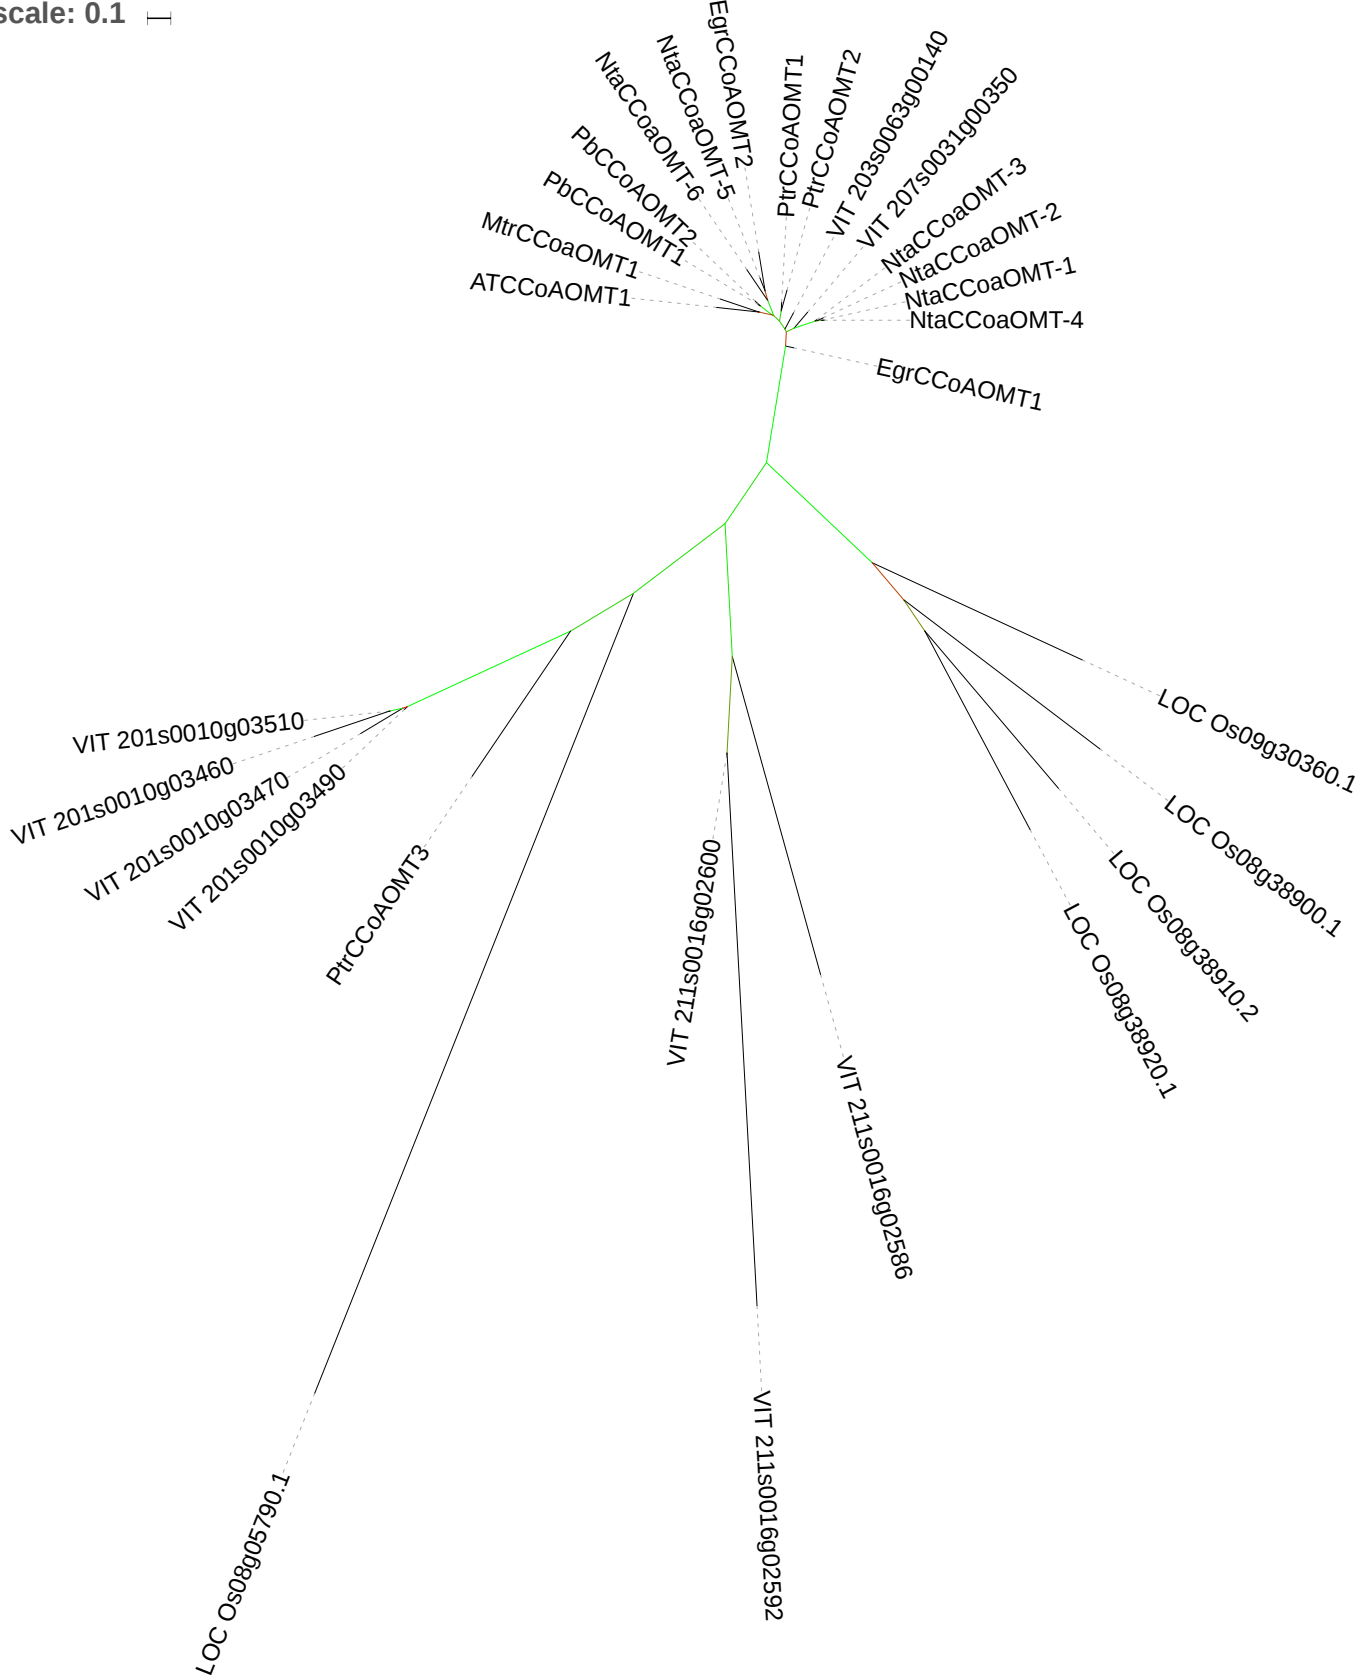 scale: 0.1
EgrCCoAOMT2
NtaCCoaOMT-5
NtaCCoaOMT-6
PbCCoAOMT2
PbCCoAOMT1
MtrCCoaOMT1
ATCCoAOMT1
PtrCCoAOMT1
PtrCCoAOMT2
VIT 203s0063g00140
VIT 207s0031g00350
NtaCCoaOMT-3
NtaCCoaOMT-2
NtaCCoaOMT-1
NtaCCoaOMT-4
EgrCCoAOMT1
LOC Os09g30360.1
LOC Os08g38900.1
LOC Os08g38910.2
LOC Os08g38920.1
VIT 211s0016g02586
VIT 211s0016g02592
VIT 211s0016g02600
LOC Os08g05790.1
PtrCCoAOMT3
VIT 201s0010g03490
VIT 201s0010g03470
VIT 201s0010g03460
VIT 201s0010g03510